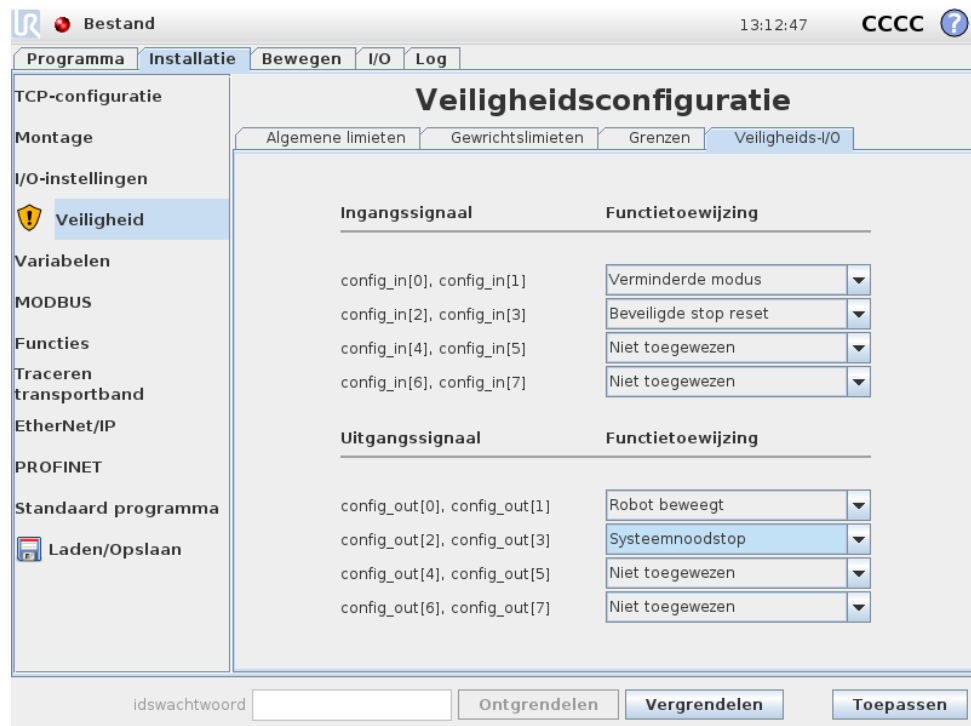 UR Bestand 13:12:47 CCCC ?
Programma Installatie Bewegen I/O Log
TCP-configuratie
Montage
I/O-instellingen
Veiligheid
Variabelen
MODBUS
Functies
Traceren
transportband
EtherNet/IP
PROFINET
Standaard programma
Laden/Opslaan
Veiligheidsconfiguratie
Algemene limieten Gewrichtslimieten Grenzen Veiligheids-I/O
Ingangssignaal Functietoewijzing
config_in[0], config_in[1] Verminderde modus
config_in[2], config_in[3] Beveiligde stop reset
config_in[4], config_in[5] Niet toegewezen
config_in[6], config_in[7] Niet toegewezen
Uitgangssignaal Functietoewijzing
config_out[0], config_out[1] Robot beweegt
config_out[2], config_out[3] Systeemnoodstop
config_out[4], config_out[5] Niet toegewezen
config_out[6], config_out[7] Niet toegewezen
idswachtwoord Ontgrendelen Vergrendelen Toepassen